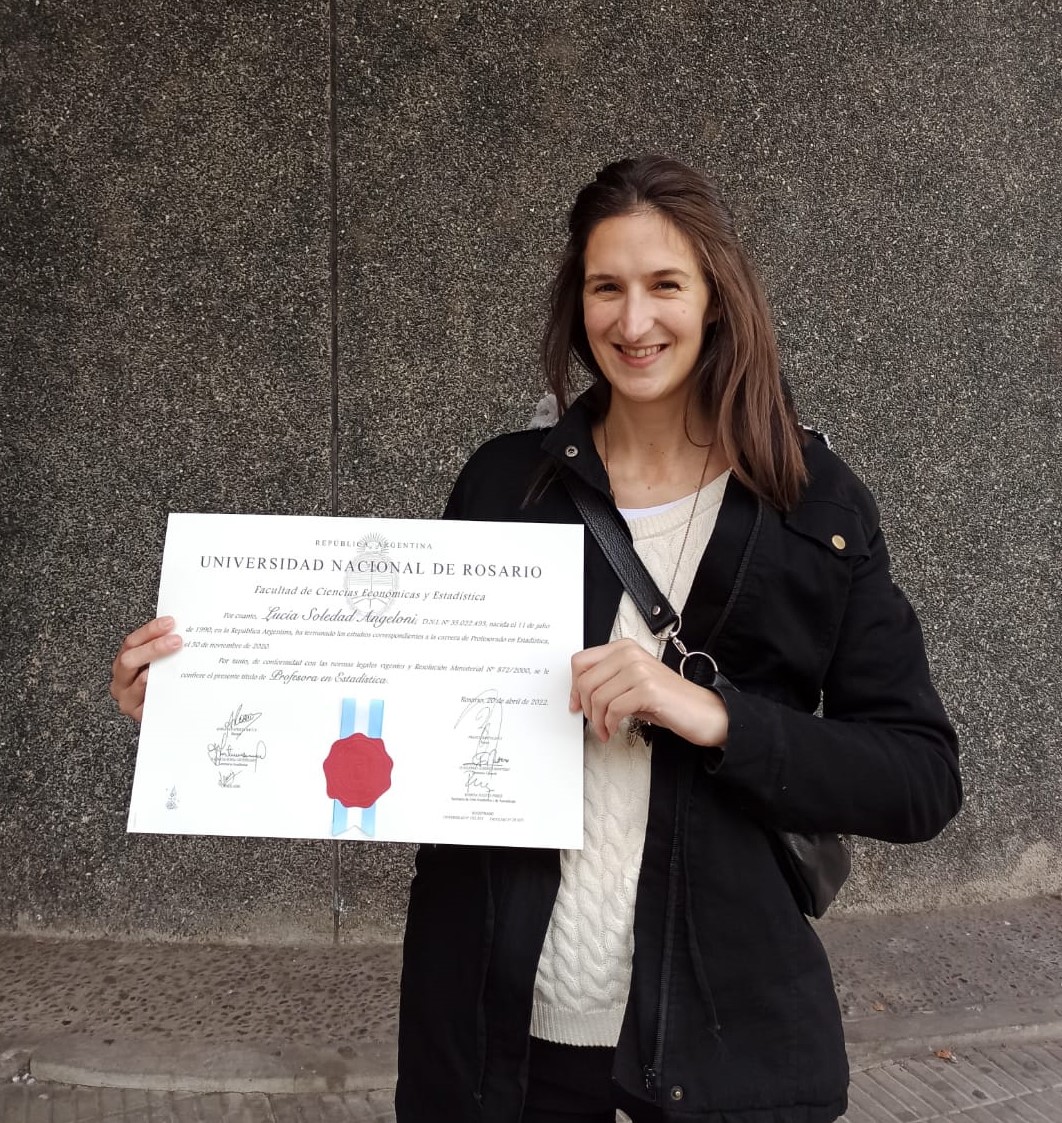 REPÚBLICA ARGENTINA
UNIVERSIDAD NACIONAL DE ROSARIO
Facultad de Ciencias Económicas y Estadística
Por cuanto, Lucía Soledad Angeloni, D.N.I. Nº nacida el 11 de julio
de 1990, en la República Argentina, ha terminado los estudios correspondientes a la carrera de Profesorado en Estadística,
el 30 de noviembre de 2020.
Por tanto, de conformidad con las normas legales vigentes y Resolución Ministerial Nº 872/2000, se le
confiere el presente título de Profesora en Estadística.
Rosario, 20 de abril de 2022.